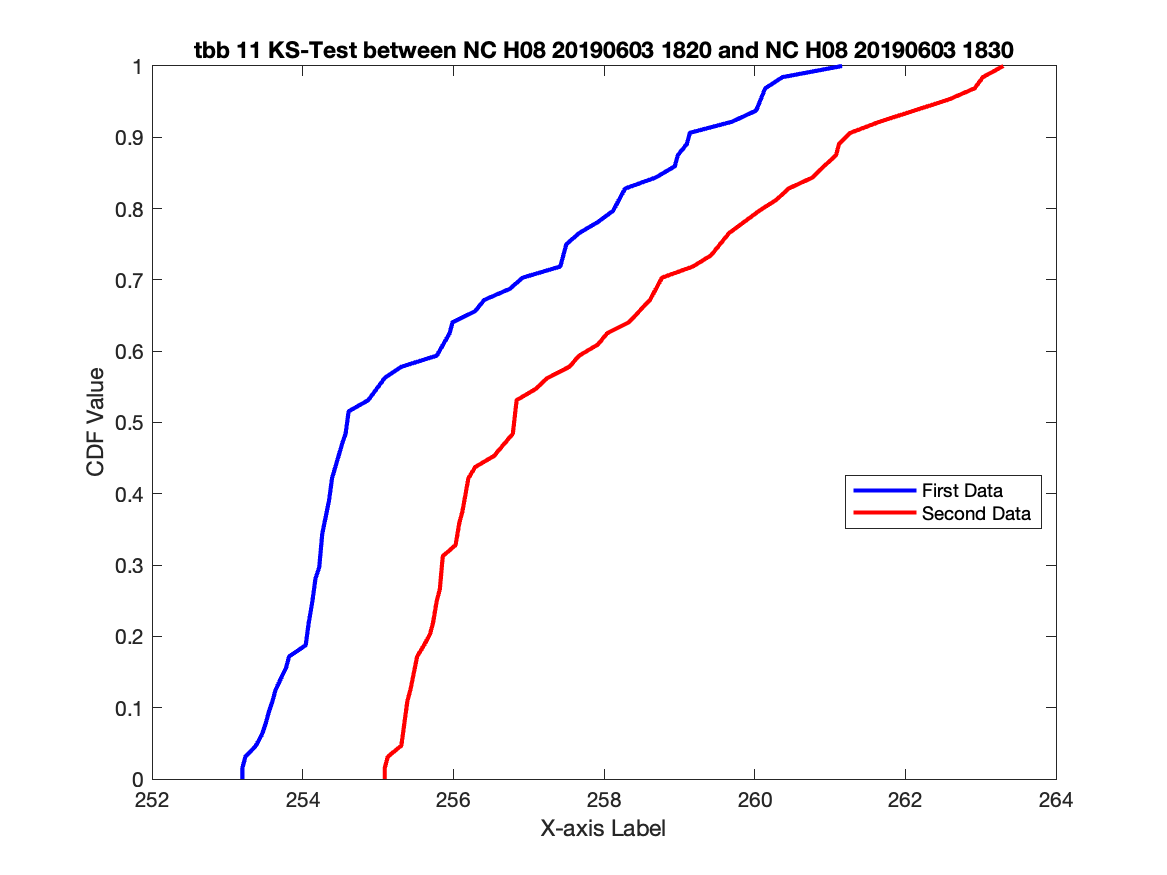 tbb 11 KS-Test between NC H08 20190603 1820 and NC H08 20190603 1830
1
0.9
0.8
0.7
0.6
0.5
0.4
0.3
0.2
0.1
0
CDF Value
First Data
Second Data
252 254 256 258 260 262 264
X-axis Label